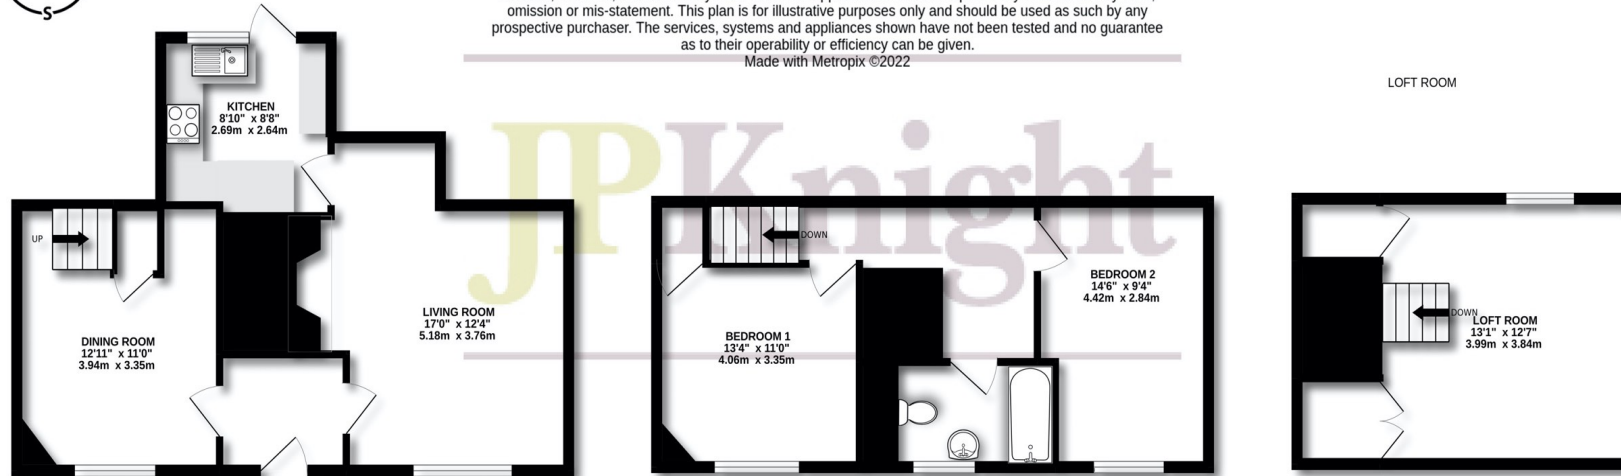 S
omission or mis-statement. This plan is for illustrative purposes only and should be used as such by any
prospective purchaser. The services, systems and appliances shown have not been tested and no guarantee
as to their operability or efficiency can be given.
Made with Metropix ©2022
JPKnight
KITCHEN
8'10" x 8'8"
2.69m x 2.64m
UP
DINING ROOM
12'11" x 11'0"
3.94m x 3.35m
LIVING ROOM
17'0" x 12'4"
5.18m x 3.76m
DOWN
BEDROOM 1
13'4" x 11'0"
4.06m x 3.35m
BEDROOM 2
14'6" x 9'4"
4.42m x 2.84m
LOFT ROOM
DOWN
LOFT ROOM
13'1" x 12'7"
3.99m x 3.84m